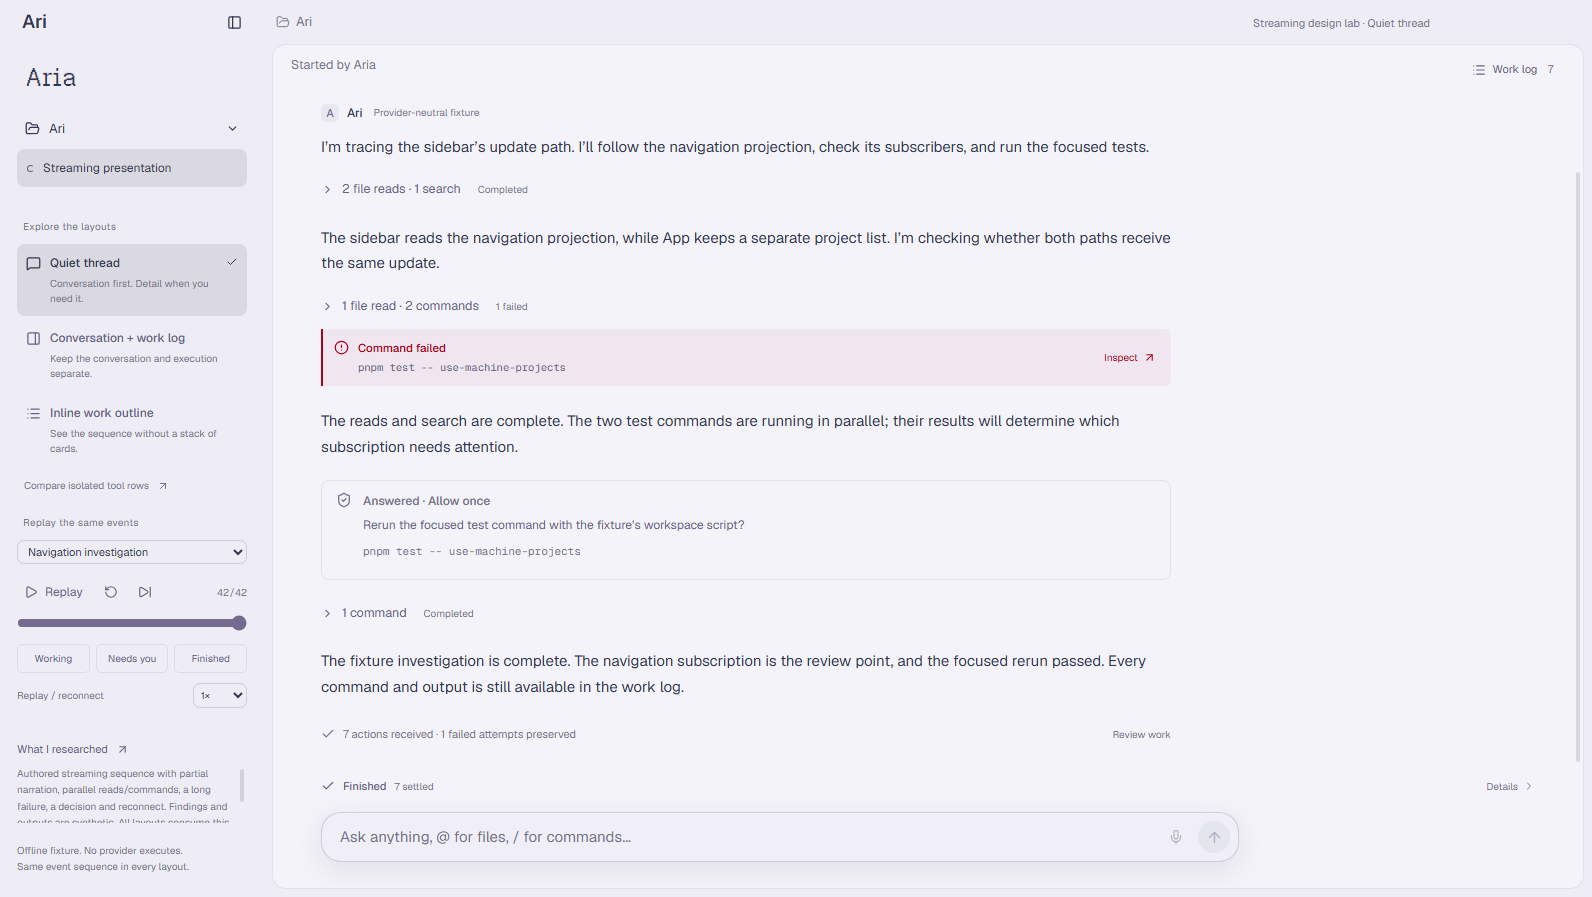 Ari
Aria
Ari
C Streaming presentation
Explore the layouts
Quiet thread
Conversation first. Detail when you
need it.
Conversation + work log
Keep the conversation and execution
separate.
Inline work outline
See the sequence without a stack of
cards.
Compare isolated tool rows
Replay the same events
Navigation investigation
Replay
42/42
Working
Needs you
Finished
Replay / reconnect
1×
What I researched
Authored streaming sequence with partial
narration, parallel reads/commands, a long
failure, a decision and reconnect. Findings and
outputs are synthetic. All layouts consume this
Offline fixture. No provider executes.
Same event sequence in every layout.
Ari
Streaming design lab · Quiet thread
Started by Aria
Work log 7
A Ari Provider-neutral fixture
I’m tracing the sidebar’s update path. I’ll follow the navigation projection, check its subscribers, and run the focused tests.
2 file reads · 1 search Completed
The sidebar reads the navigation projection, while App keeps a separate project list. I’m checking whether both paths receive
the same update.
1 file read · 2 commands 1 failed
Command failed
pnpm test -- use-machine-projects
Inspect
The reads and search are complete. The two test commands are running in parallel; their results will determine which
subscription needs attention.
Answered · Allow once
Rerun the focused test command with the fixture’s workspace script?
pnpm test -- use-machine-projects
1 command Completed
The fixture investigation is complete. The navigation subscription is the review point, and the focused rerun passed. Every
command and output is still available in the work log.
7 actions received · 1 failed attempts preserved
Review work
Finished 7 settled
Details
Ask anything, @ for files, / for commands...